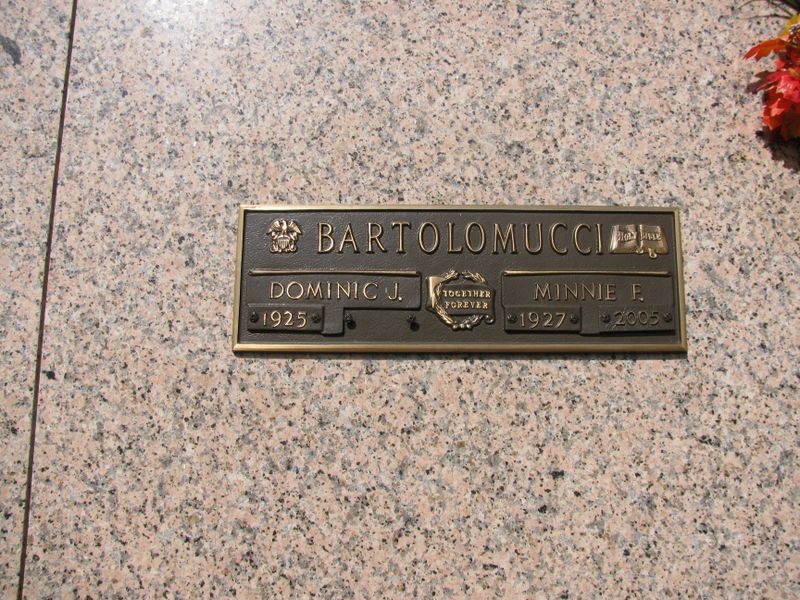 BARTOLOMUCCI
HOLY BIBLE
DOMINIC J.
TOGETHER
FOREVER
MINNIE F.
1925
1927
2005